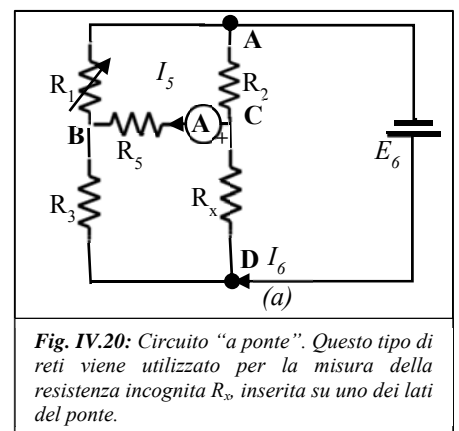 A
I5
R1
R2
C
B
A
+
R5
E6
R3
Rx
D I6
(a)
Fig. IV.20: Circuito “a ponte”. Questo tipo di
reti viene utilizzato per la misura della
resistenza incognita Rx, inserita su uno dei lati
del ponte.